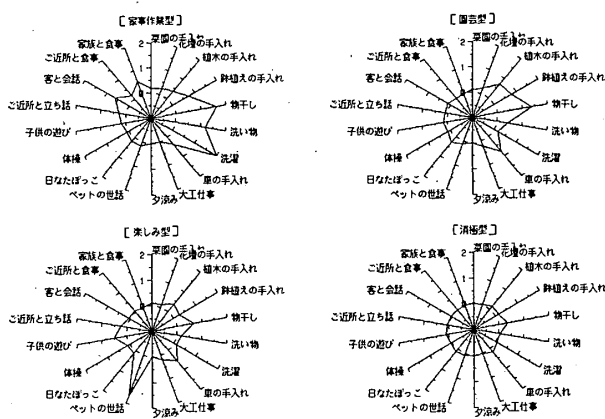 [家事作業型]
菜園の手入れ
花壇の手入れ
植木の手入れ
鉢植えの手入れ
物干し
洗い物
洗濯
車の手入れ
大工仕事
夕涼み
ペットの世話
日なたぼっこ
体操
子供の遊び
ご近所と立ち話
客と会話
ご近所と食事
家族と食事
2
1
0
[園芸型]
菜園の手入れ
花壇の手入れ
植木の手入れ
鉢植えの手入れ
物干し
洗い物
洗濯
車の手入れ
大工仕事
夕涼み
ペットの世話
日なたぼっこ
体操
子供の遊び
ご近所と立ち話
客と会話
ご近所と食事
家族と食事
2
1
0
[楽しみ型]
菜園の手入れ
花壇の手入れ
植木の手入れ
鉢植えの手入れ
物干し
洗い物
洗濯
車の手入れ
大工仕事
夕涼み
ペットの世話
日なたぼっこ
体操
子供の遊び
ご近所と立ち話
客と会話
ご近所と食事
家族と食事
2
1
0
[消極型]
菜園の手入れ
花壇の手入れ
植木の手入れ
鉢植えの手入れ
物干し
洗い物
洗濯
車の手入れ
大工仕事
夕涼み
ペットの世話
日なたぼっこ
体操
子供の遊び
ご近所と立ち話
客と会話
ご近所と食事
家族と食事
2
1
0